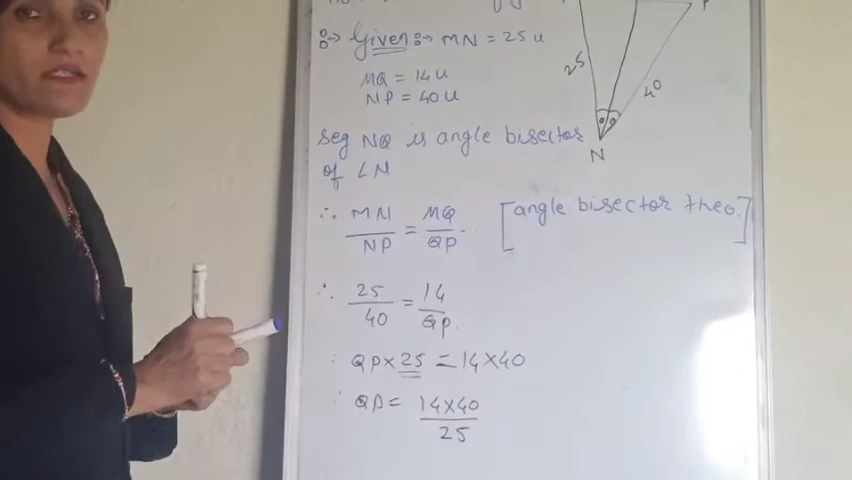 Given :→ MN = 25 u
MQ = 14 u
NP = 40 u
seg NQ is angle bisector
of ∠N
∴ MN/NP = MQ/QP . . [angle bisector theo.]
∴ 25/40 = 14/QP .
QP × 25 = 14 × 40
QP = 14×40/25
25
40
N
P